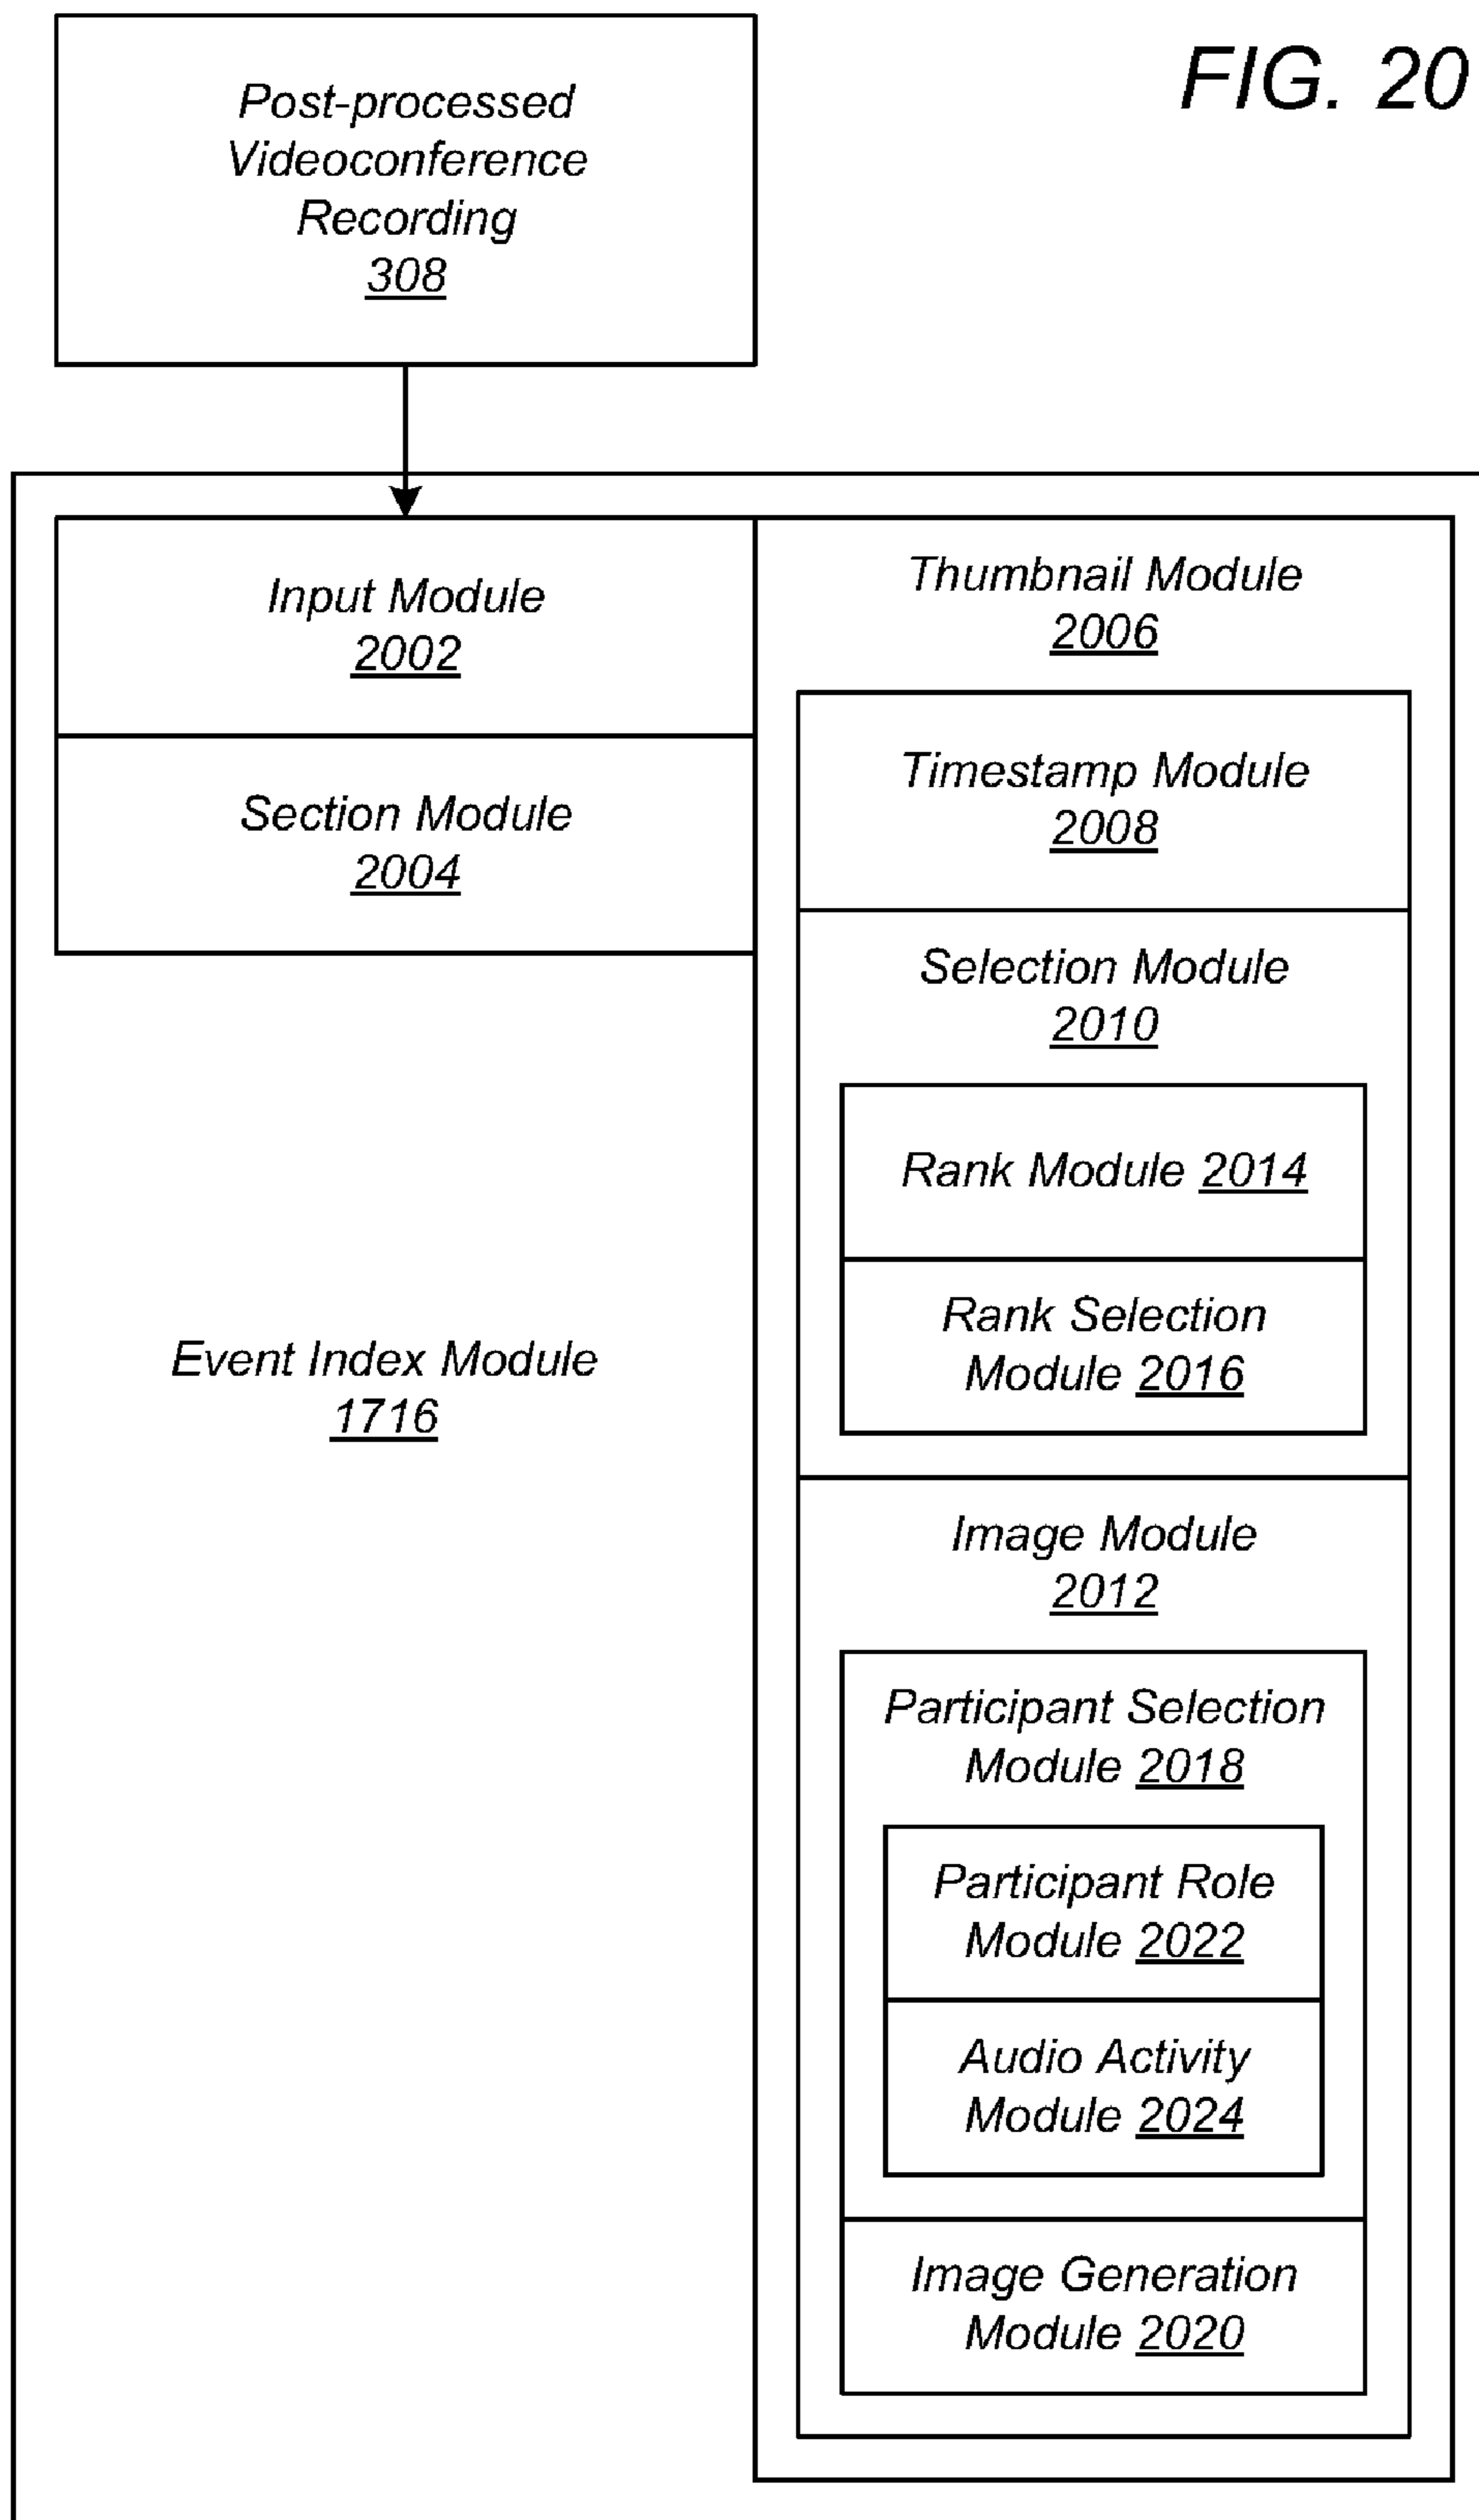 FIG. 20
Post-processed
Videoconference
Recording
308
Input Module
2002
Section Module
2004
Event Index Module
1716
Thumbnail Module
2006
Timestamp Module
2008
Selection Module
2010
Rank Module 2014
Rank Selection
Module 2016
Image Module
2012
Participant Selection
Module 2018
Participant Role
Module 2022
Audio Activity
Module 2024
Image Generation
Module 2020